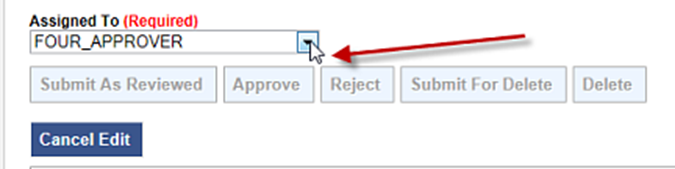 Assigned To (Required)
FOUR_APPROVER
Submit As Reviewed Approve Reject Submit For Delete Delete
Cancel Edit